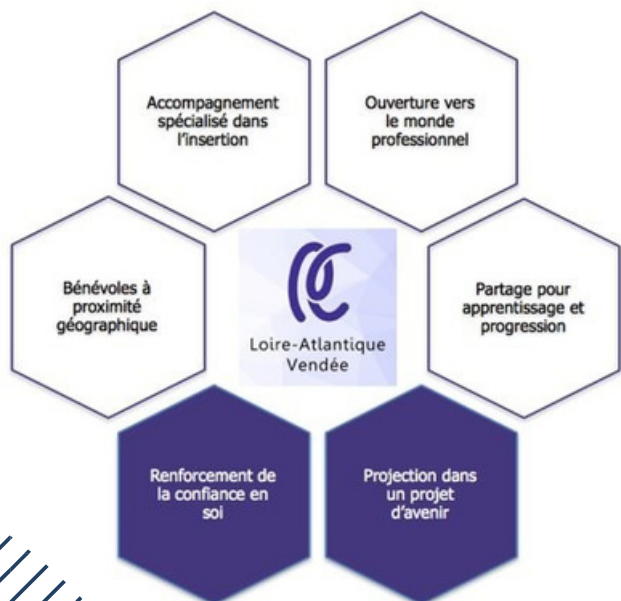 Accompagnement
spécialisé dans
l'insertion
Ouverture vers
le monde
professionnel
Bénévoles à
proximité
géographique
Loire-Atlantique
Vendée
Partage pour
apprentissage et
progression
Renforcement de
la confiance en
soi
Projection dans
un projet
d'avenir